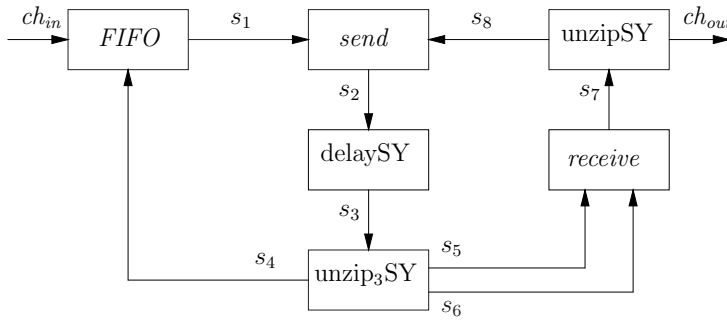 ch_in
FIFO
s_1
send
s_8
unzipSY
ch_out
s_2
s_7
delaySY
receive
s_3
s_4
unzip_3SY
s_5
s_6